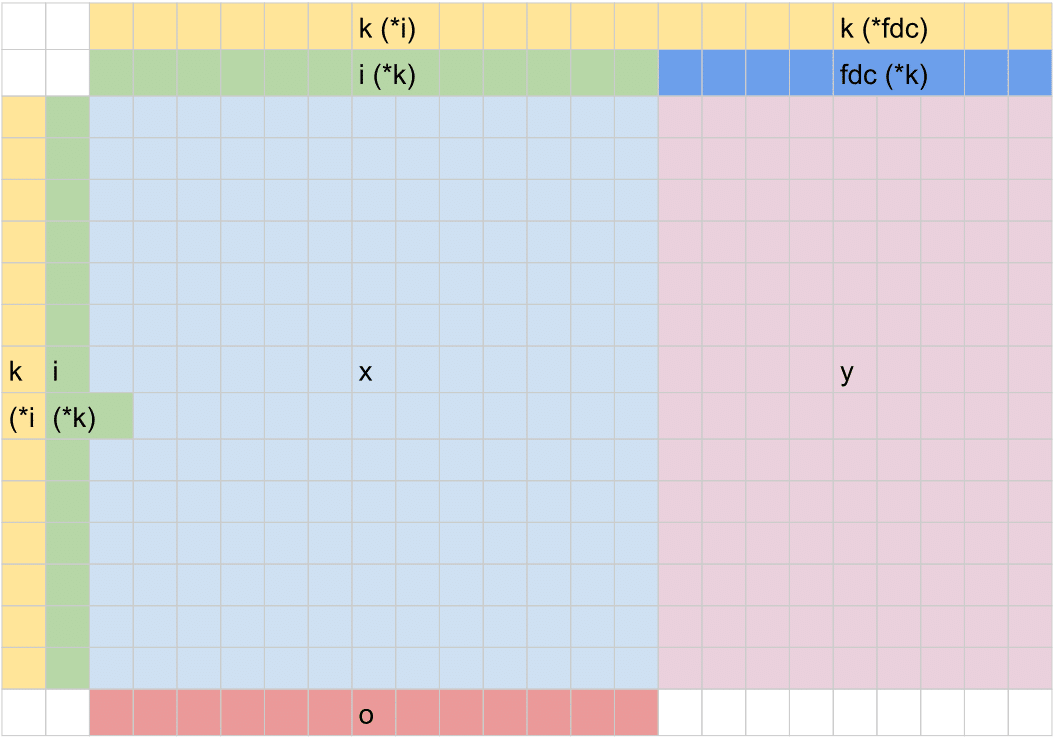 k (*i)
k (*fdc)
i (*k)
fdc (*k)
k
i
x
y
(*i
(*k)
o